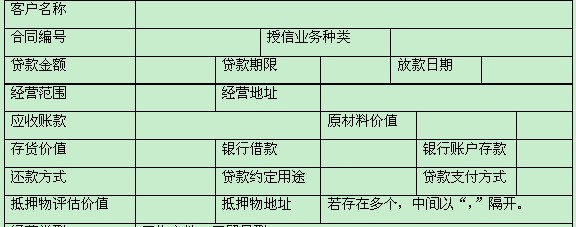 客户名称
合同编号 授信业务种类
贷款金额 贷款期限 放款日期
经营范围 经营地址
应收账款 原材料价值
存货价值 银行借款 银行账户存款
还款方式 贷款约定用途 贷款支付方式
抵押物评估价值 抵押物地址 若存在多个，中间以“，”隔开。